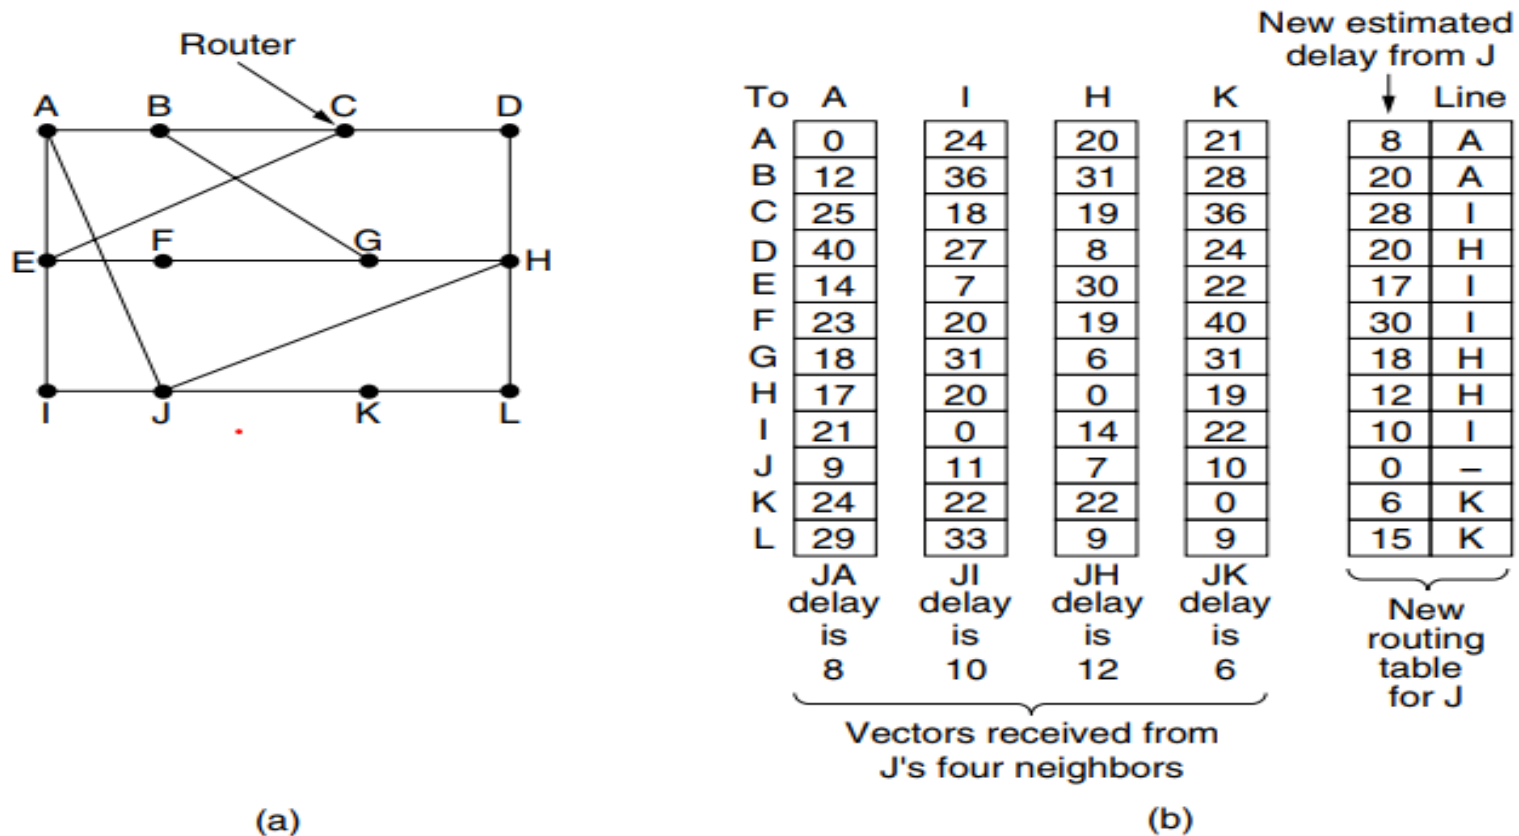 Router
A B C D
E F G H
I J K L
(a)
New estimated
delay from J
To A I H K Line
A 0 24 20 21 8 A
B 12 36 31 28 20 A
C 25 18 19 36 28 I
D 40 27 8 24 20 H
E 14 7 30 22 17 I
F 23 20 19 40 30 I
G 18 31 6 31 18 H
H 17 20 0 19 12 H
I 21 0 14 22 10 I
J 9 11 7 10 0 –
K 24 22 22 0 6 K
L 29 33 9 9 15 K
JA JI JH JK
delay delay delay delay
is is is is
8 10 12 6
New
routing
table
for J
Vectors received from
J's four neighbors
(b)